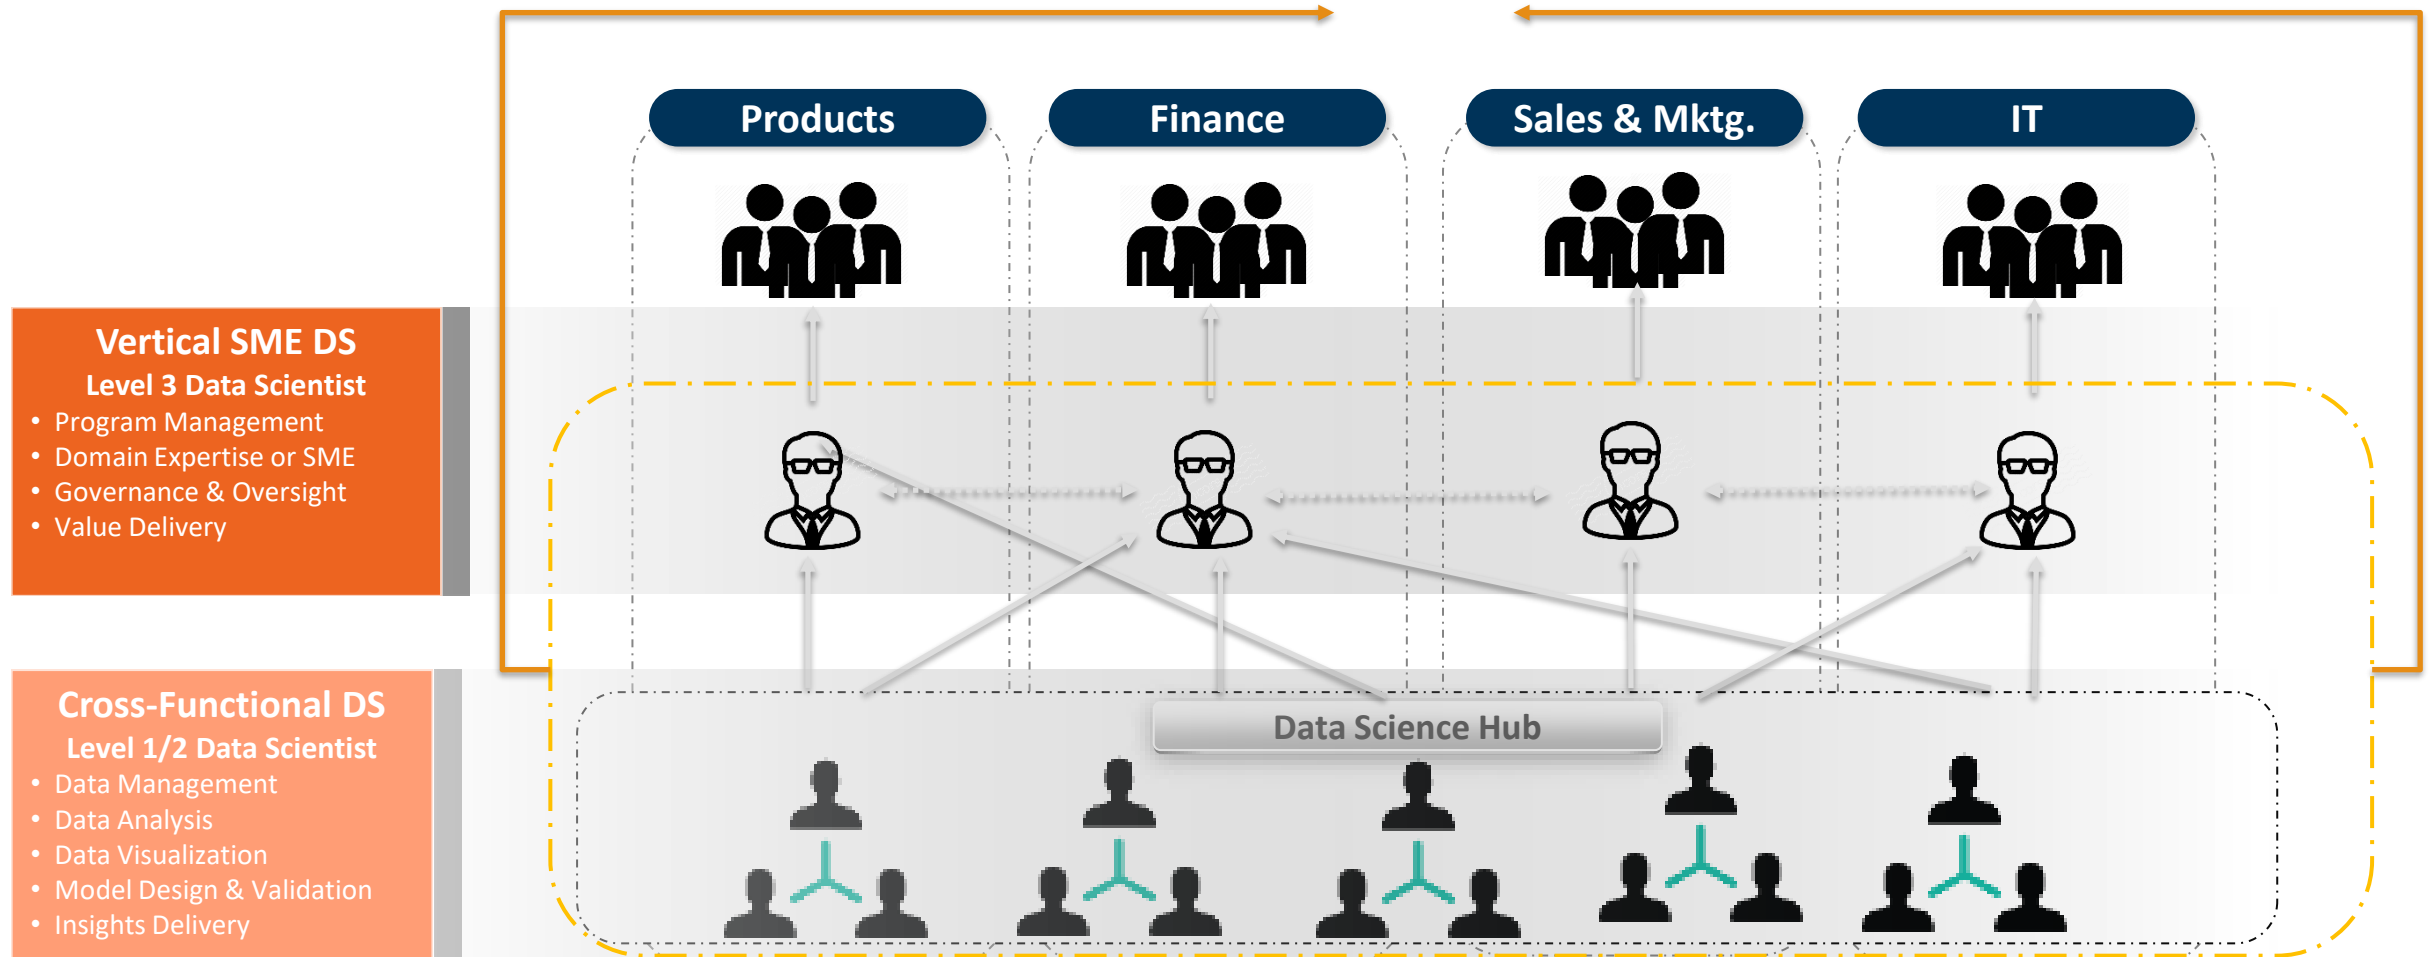 Products
Finance
Sales & Mktg.
IT
Vertical SME DS
Level 3 Data Scientist
• Program Management
• Domain Expertise or SME
• Governance & Oversight
• Value Delivery
Cross-Functional DS
Level 1/2 Data Scientist
• Data Management
• Data Analysis
• Data Visualization
• Model Design & Validation
• Insights Delivery
Data Science Hub